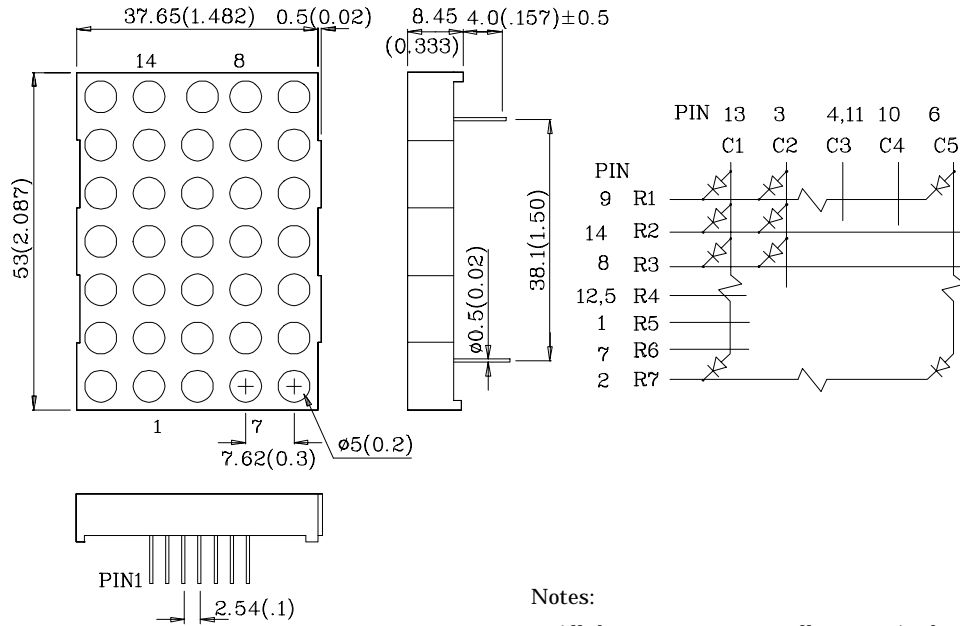 37.65(1.482) 0.5(0.02) 8.45 4.0(.157)±0.5
(0.333)
14 8
53(2.087)
38.1(1.50)
ø0.5(0.02)
1 7
ø5(0.2)
7.62(0.3)
PIN1
2.54(.1)
PIN 13 3 4,11 10 6
C1 C2 C3 C4 C5
PIN
9 R1
14 R2
8 R3
12,5 R4
1 R5
7 R6
2 R7
Notes: